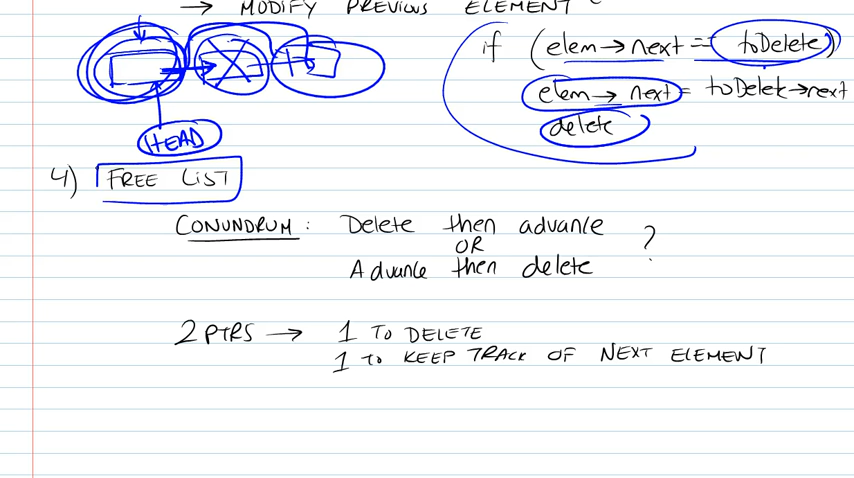 → MODIFY PREVIOUS ELEMENT
if (elem→next = toDelete)
elem→next = toDelete→next
delete
HEAD
4) FREE LIST
CONUNDRUM: Delete then advance
OR ?
Advance then delete
2 PTRS → 1 TO DELETE
1 TO KEEP TRACK OF NEXT ELEMENT